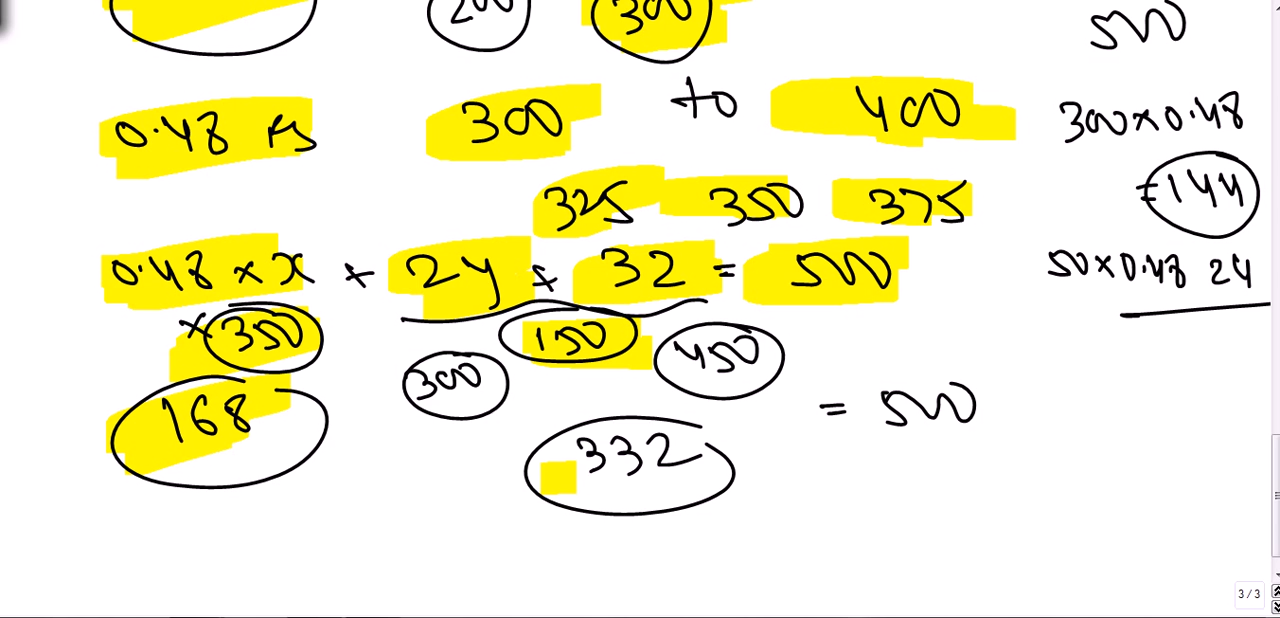 200 300 500
0.48 Ps 300 to 400 300 x 0.48
325 350 375 = 144
0.48 x x + 2y + 32 = 500 50 x 0.48 24
x 350 150 450
300
168 = 500
332
3 / 3